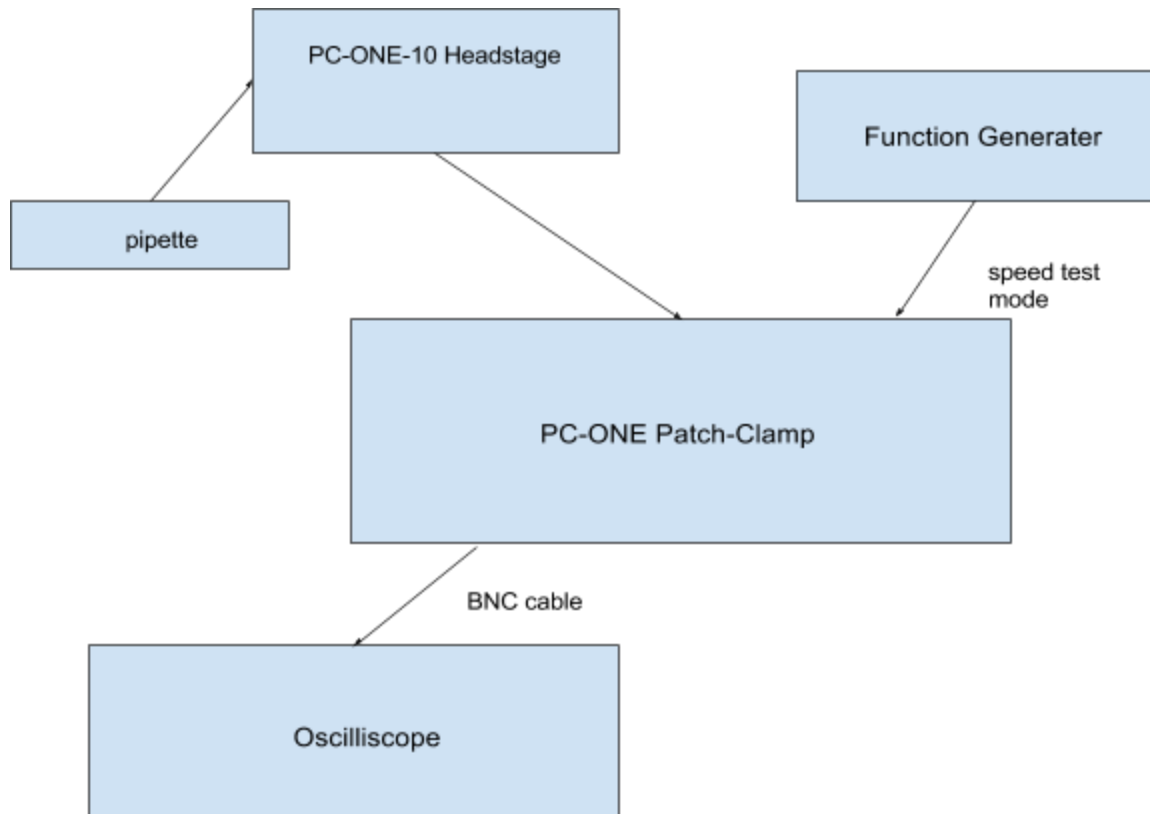 PC-ONE-10 Headstage
Function Generater
pipette
speed test
mode
PC-ONE Patch-Clamp
BNC cable
Oscilliscope